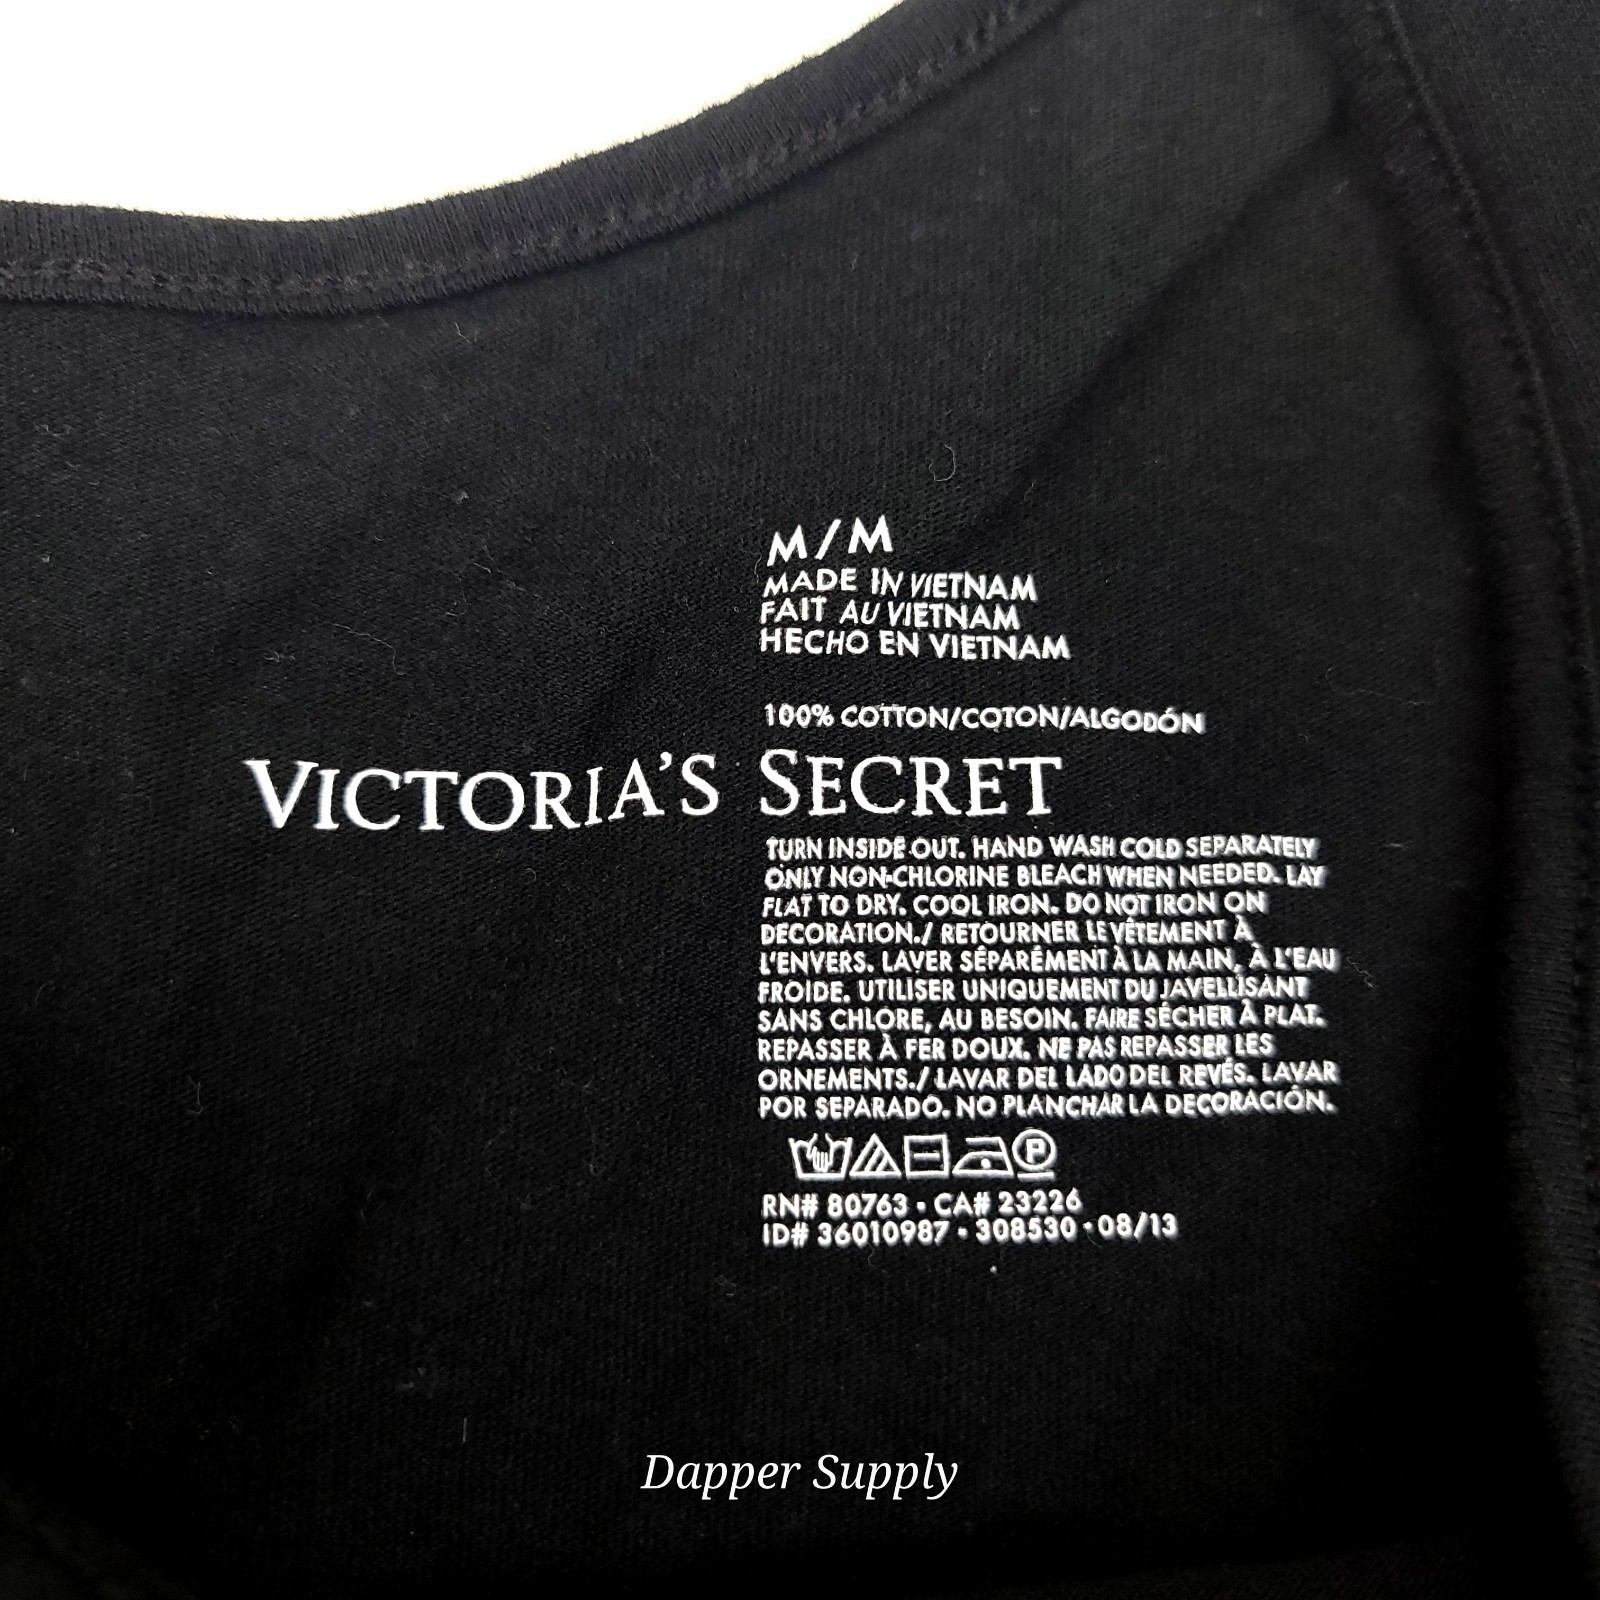 M/M
MADE IN VIETNAM
FAIT AU VIETNAM
HECHO EN VIETNAM
100% COTTON/COTON/ALGODÓN
VICTORIA'S SECRET
TURN INSIDE OUT. HAND WASH COLD SEPARATELY
ONLY NON-CHLORINE BLEACH WHEN NEEDED. LAY
FLAT TO DRY. COOL IRON. DO NOT IRON ON
DECORATION./ RETOURNER LE VÊTEMENT À
L'ENVERS. LAVER SÉPARÉMENT À LA MAIN, À L'EAU
FROIDE. UTILISER UNIQUEMENT DU JAVELLISANT
SANS CHLORE, AU BESOIN. FAIRE SÉCHER À PLAT.
REPASSER À FER DOUX. NE PAS REPASSER LES
ORNEMENTS./ LAVAR DEL LADO DEL REVÉS. LAVAR
POR SEPARADO. NO PLANCHAR LA DECORACIÓN.
P
RN# 80763 • CA# 23226
ID# 36010987 • 308530 • 08/13
Dapper Supply